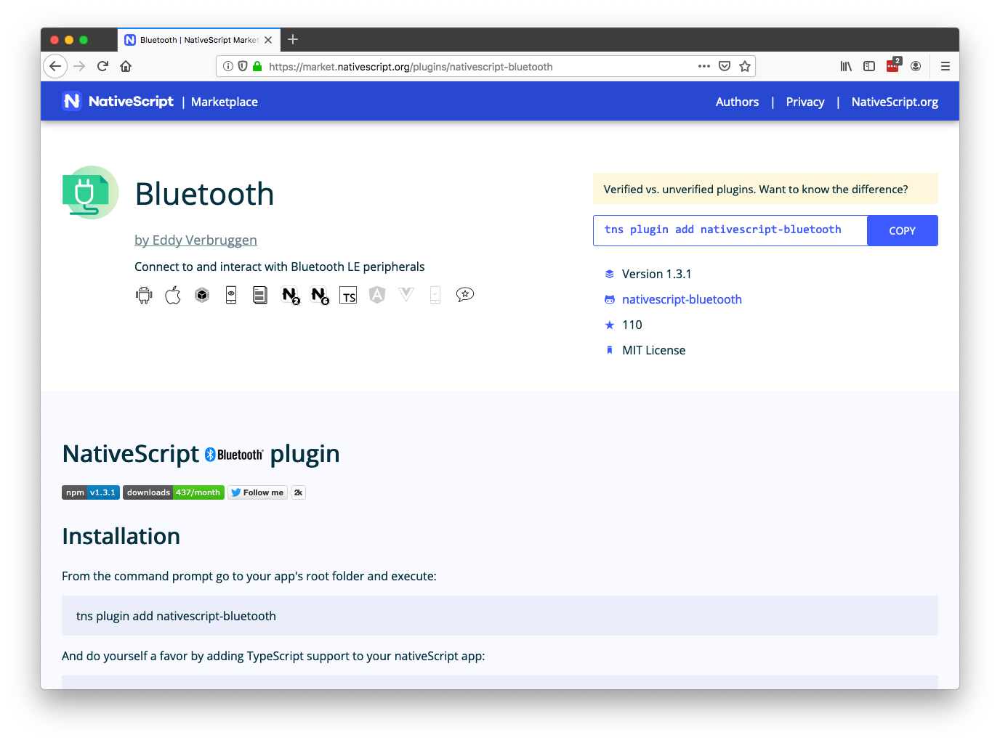 Bluetooth | NativeScript Market
https://market.nativescript.org/plugins/nativescript-bluetooth
2
NativeScript | Marketplace
Authors | Privacy | NativeScript.org
Bluetooth
by Eddy Verbruggen
Connect to and interact with Bluetooth LE peripherals
N2 N6 TS
Verified vs. unverified plugins. Want to know the difference?
tns plugin add nativescript-bluetooth COPY
Version 1.3.1
nativescript-bluetooth
110
MIT License
NativeScript Bluetooth plugin
npm v1.3.1 downloads 437/month Follow me 2k
Installation
From the command prompt go to your app's root folder and execute:
tns plugin add nativescript-bluetooth
And do yourself a favor by adding TypeScript support to your nativeScript app: